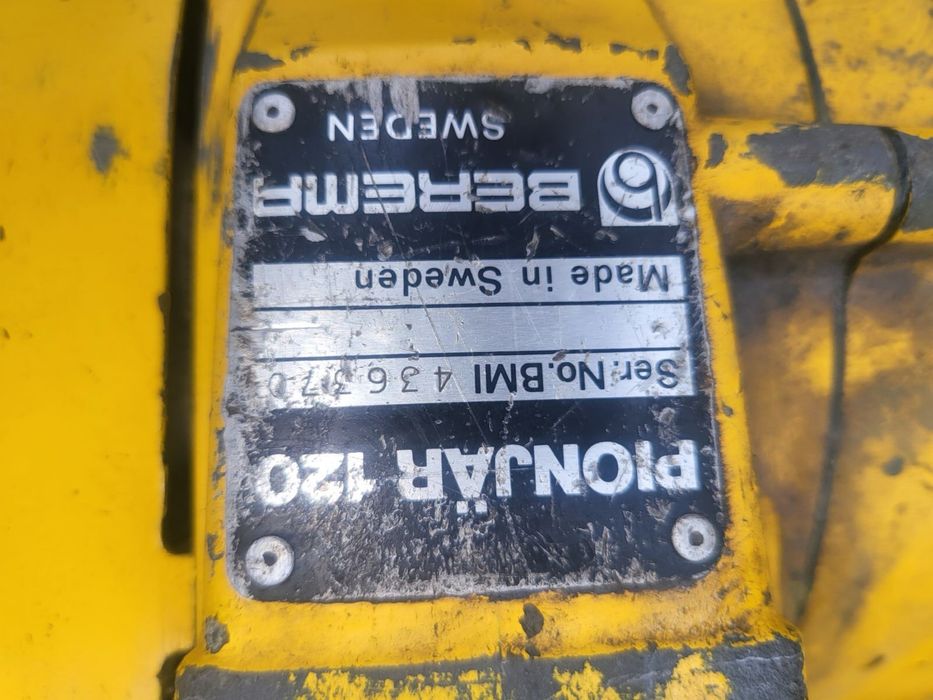 PIONJÄR 120
Ser.No.BMI 436370
Made in Sweden
b BEREMA
SWEDEN